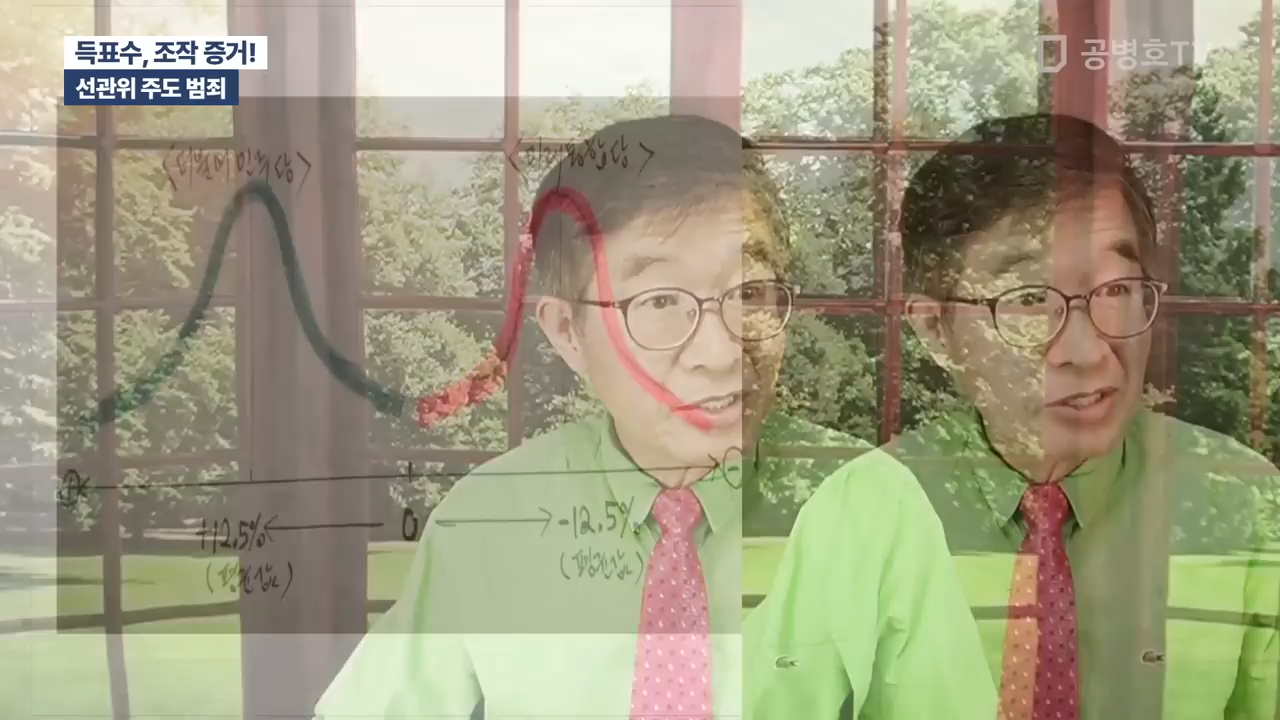 득표수, 조작 증거!
선관위 주도 범죄
공병호TV
<더불어민주당>
<미래통합당>
+12.5%
0
-12.5%
(평균값)
(평균값)